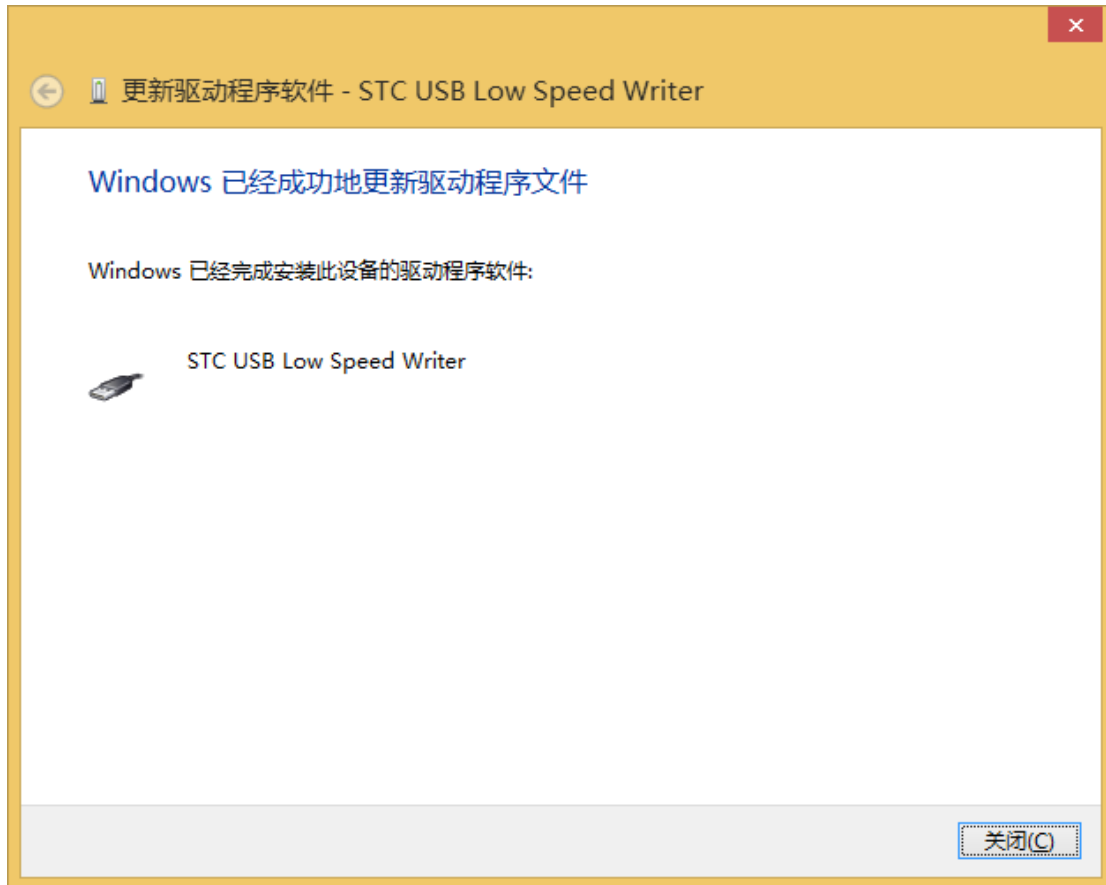 更新驱动程序软件 - STC USB Low Speed Writer
Windows 已经成功地更新驱动程序文件
Windows 已经完成安装此设备的驱动程序软件:
STC USB Low Speed Writer
关闭(C)